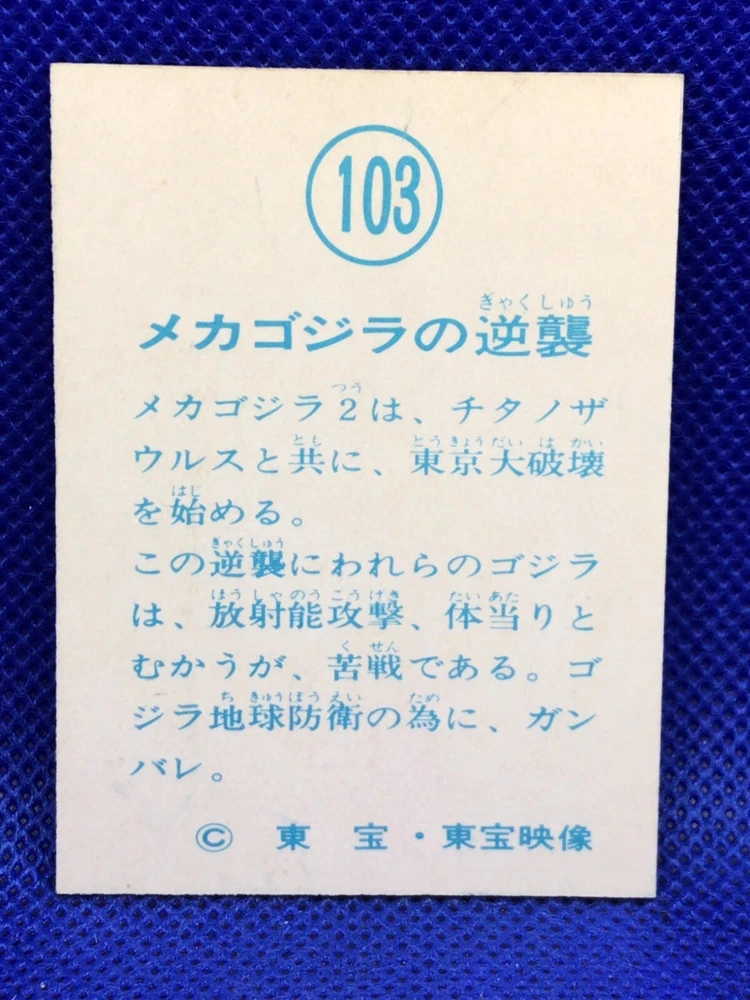 103
メカゴジラの逆襲
メカゴジラ2は、チタノザ
ウルスと共に、東京大破壊
を始める。
この逆襲にわれらのゴジラ
は、放射能攻撃、体当りと
むかうが、苦戦である。ゴ
ジラ地球防衛の為に、ガン
バレ。
© 東宝・東宝映像